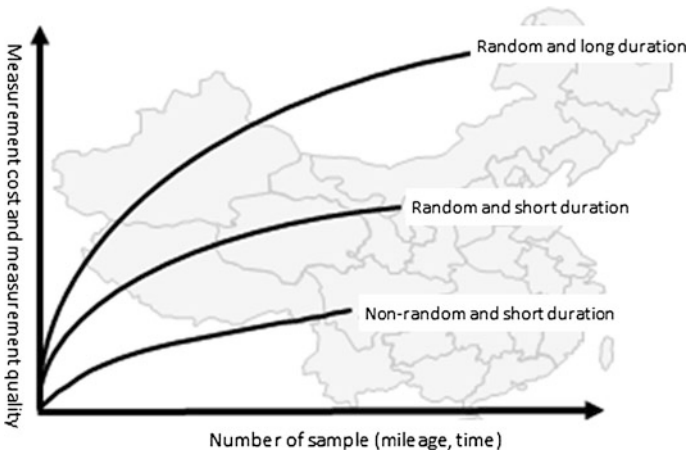 Measurement cost and measurement quality
Random and long duration
Random and short duration
Non-random and short duration
Number of sample (mileage, time)